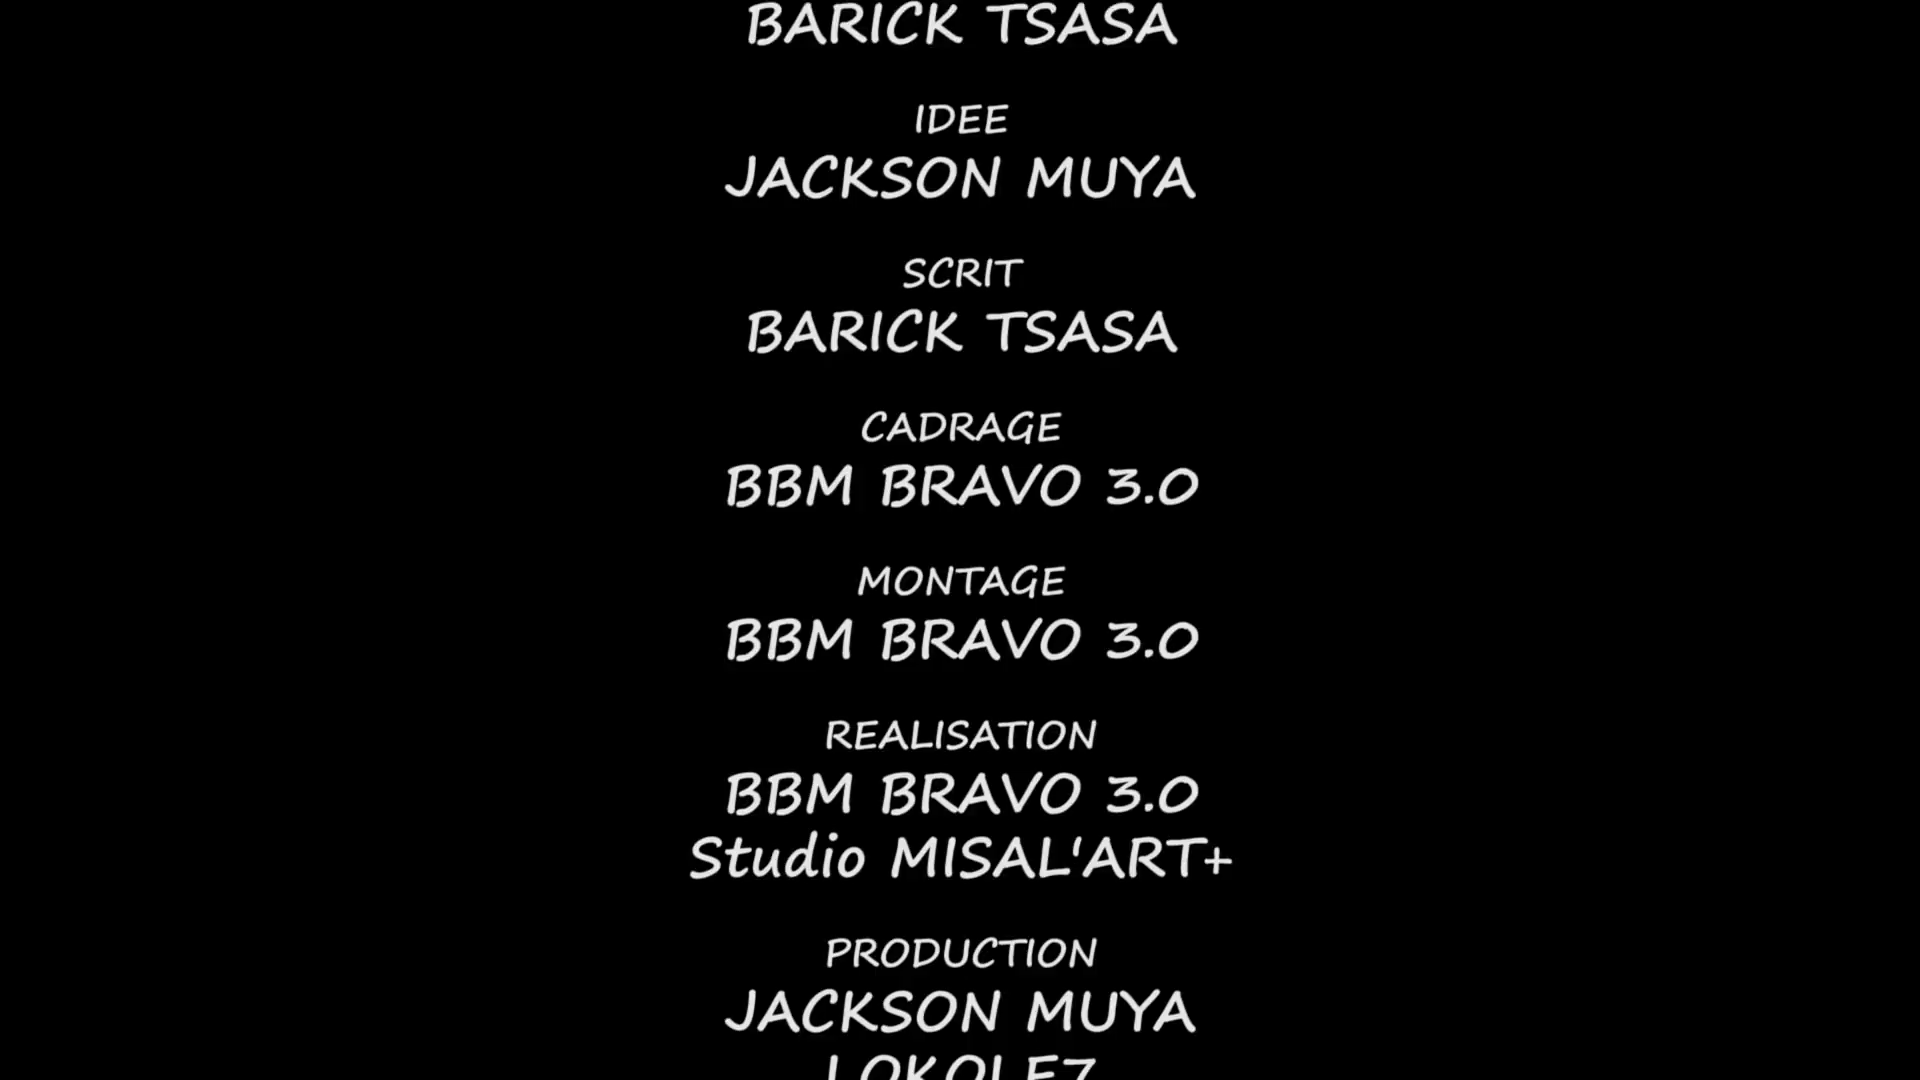 BARICK TSASA
IDEE
JACKSON MUYA
SCRIT
BARICK TSASA
CADRAGE
BBM BRAVO 3.0
MONTAGE
BBM BRAVO 3.0
REALISATION
BBM BRAVO 3.0
Studio MISAL'ART+
PRODUCTION
JACKSON MUYA